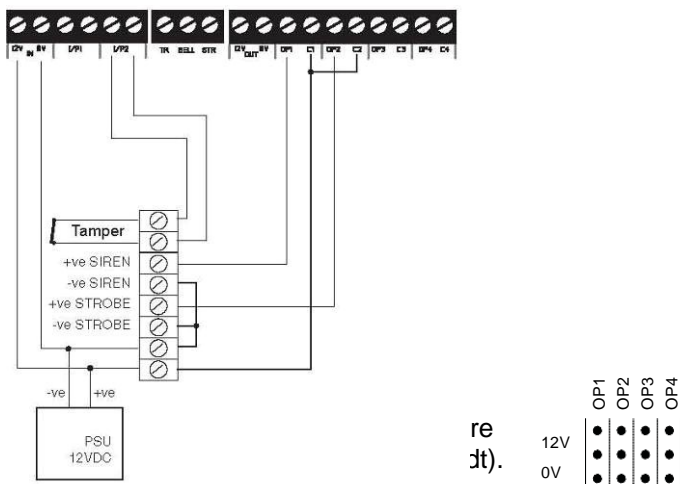 12V 0V I/P1 I/P2 TR BELL STR 12V 0V OP1 C1 OP2 C2 OP3 C3 OP4 C4
IN OUT
Tamper
+ve SIREN
-ve SIREN
+ve STROBE
-ve STROBE
-ve +ve
PSU
12VDC
re
dt).
OP1 OP2 OP3 OP4
12V
0V